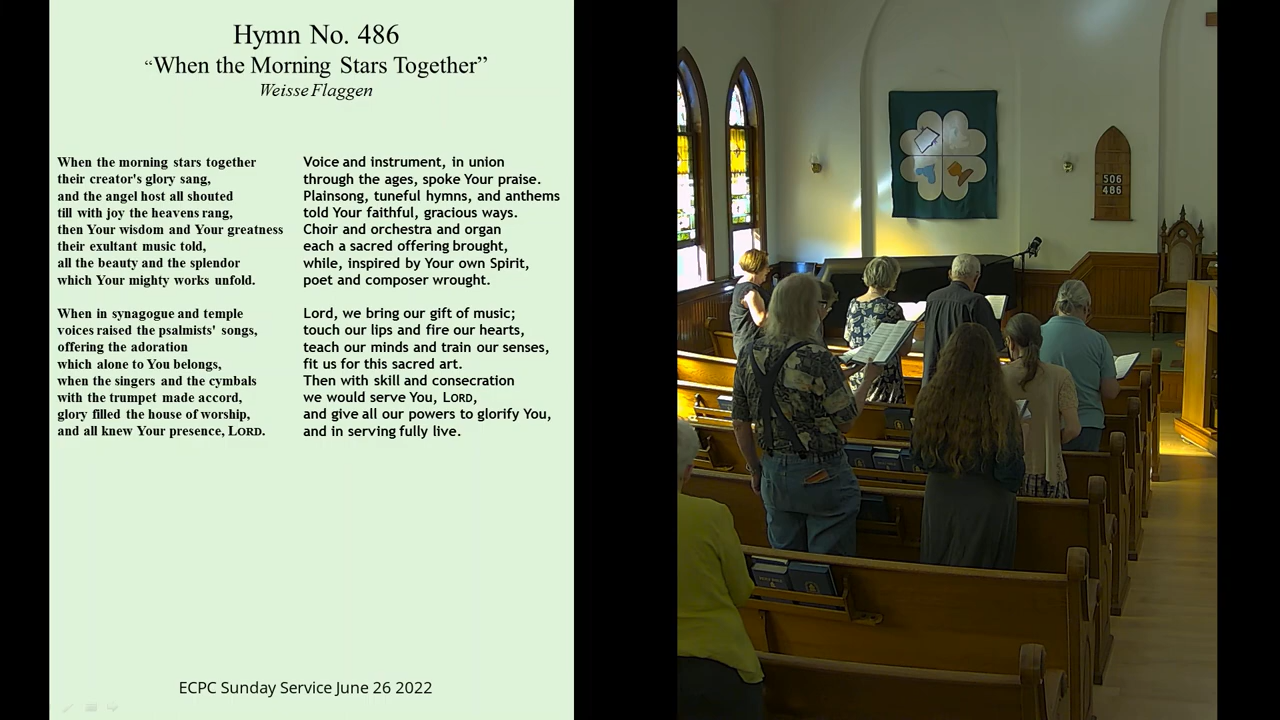 Hymn No. 486
“When the Morning Stars Together”
Weisse Flaggen
When the morning stars together
their creator's glory sang,
and the angel host all shouted
till with joy the heavens rang,
then Your wisdom and Your greatness
their exultant music told,
all the beauty and the splendor
which Your mighty works unfold.
When in synagogue and temple
voices raised the psalmists' songs,
offering the adoration
which alone to You belongs,
when the singers and the cymbals
with the trumpet made accord,
glory filled the house of worship,
and all knew Your presence, LORD.
Voice and instrument, in union
through the ages, spoke Your praise.
Plainsong, tuneful hymns, and anthems
told Your faithful, gracious ways.
Choir and orchestra and organ
each a sacred offering brought,
while, inspired by Your own Spirit,
poet and composer wrought.
Lord, we bring our gift of music;
touch our lips and fire our hearts,
teach our minds and train our senses,
fit us for this sacred art.
Then with skill and consecration
we would serve You, LORD,
and give all our powers to glorify You,
and in serving fully live.
ECPC Sunday Service June 26 2022
506
486